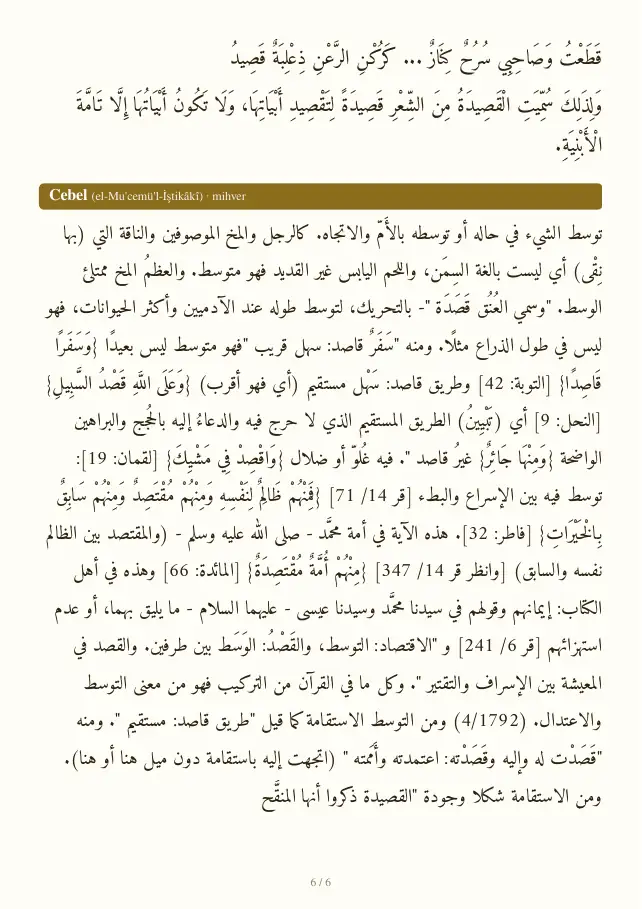 قَطَعْتُ وَصَاحِبِي سُرُحٌ كِنَازٌ ... كَرُكْنِ الرَّعْنِ ذِعْلِبَةٌ قَصِيدُ
وَلِذَلِكَ سُمِّيَتِ الْقَصِيدَةُ مِنَ الشِّعْرِ قَصِيدَةً لِتَقْصِيدِ أَبْيَاتِهَا، وَلَا تَكُونُ أَبْيَاتُهَا إِلَّا تَامَّةَ
الْأَبْنِيَةِ.
Cebel (el-Mu'cemü'l-İştikâkî) · mihver
توسط الشيء في حاله أو توسطه بالأَمّ والاتجاه. كالرجل والمخ الموصوفين والناقة التي (بها
نِقْى) أي ليست بالغة السِمَن، واللحم اليابس غير القديد فهو متوسط. والعظمُ المخ ممتلئ
الوسط. "وسمي العُنُق قَصَدَة "- بالتحريك، لتوسط طوله عند الآدميين وأكثر الحيوانات، فهو
ليس في طول الذراع مثلًا. ومنه "سَفَرٌ قاصد: سهل قريب "فهو متوسط ليس بعيدًا {وَسَفَرًا
قَاصِدًا} [التوبة: 42] وطريق قاصد: سَهْل مستقيم (أي فهو أقرب) {وَعَلَى اللَّهِ قَصْدُ السَّبِيلِ}
[النحل: 9] أي (تَبْيِينُ) الطريق المستقيم الذي لا حرج فيه والدعاءُ إليه بالحُجج والبراهين
الواضحة {وَمِنْهَا جَائِرٌ} غيرُ قاصد ". فيه غُلوّ أو ضلال {وَاقْصِدْ فِي مَشْيِكَ} [لقمان: 19]:
توسط فيه بين الإسراع والبطء [قر 14/ 71] {فَمِنْهُمْ ظَالِمٌ لِنَفْسِهِ وَمِنْهُمْ مُقْتَصِدٌ وَمِنْهُمْ سَابِقٌ
بِالْخَيْرَاتِ} [فاطر: 32]. هذه الآية في أمة محمَّد - صلى الله عليه وسلم - (والمقتصد بين الظالم
نفسه والسابق) [وانظر قر 14/ 347] {مِنْهُمْ أُمَّةٌ مُقْتَصِدَةٌ} [المائدة: 66] وهذه في أهل
الكتاب: إيمانهم وقولهم في سيدنا محمَّد وسيدنا عيسى - عليهما السلام - ما يليق بهما، أو عدم
استهزائهم [قر 6/ 241] و "الاقتصاد: التوسط، والقَصْدُ: الوَسَط بين طرفين. والقصد في
المعيشة بين الإسراف والتقتير ". وكل ما في القرآن من التركيب فهو من معنى التوسط
والاعتدال. (4/1792) ومن التوسط الاستقامة كما قيل "طريق قاصد: مستقيم ". ومنه
"قَصَدْت له وإليه وقَصَدْته: اعتمدته وأَممته " (اتجهت إليه باستقامة دون ميل هنا أو هنا).
ومن الاستقامة شكلا وجودة "القصيدة ذكروا أنها المنقَّح
6 / 6